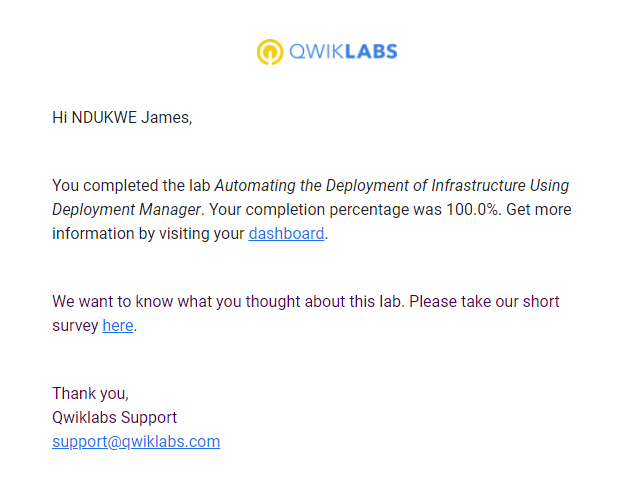 QWIKLABS
Hi NDUKWE James,
You completed the lab Automating the Deployment of Infrastructure Using
Deployment Manager. Your completion percentage was 100.0%. Get more
information by visiting your dashboard.
We want to know what you thought about this lab. Please take our short
survey here.
Thank you,
Qwiklabs Support
support@qwiklabs.com